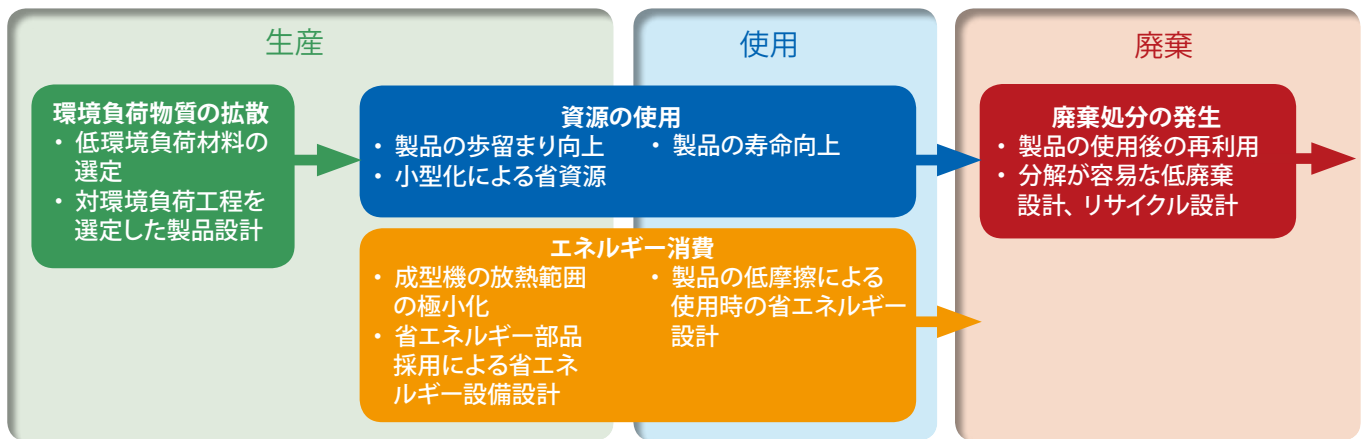 生産
使用
廃棄
環境負荷物質の拡散
・ 低環境負荷材料の
選定
・ 対環境負荷工程を
選定した製品設計
資源の使用
・ 製品の歩留まり向上
・ 小型化による省資源
・ 製品の寿命向上
エネルギー消費
・ 成型機の放熱範囲
の極小化
・ 省エネルギー部品
採用による省エネ
ルギー設備設計
・ 製品の低摩擦による
使用時の省エネルギー
設計
廃棄処分の発生
・ 製品の使用後の再利用
・ 分解が容易な低廃棄
設計、リサイクル設計